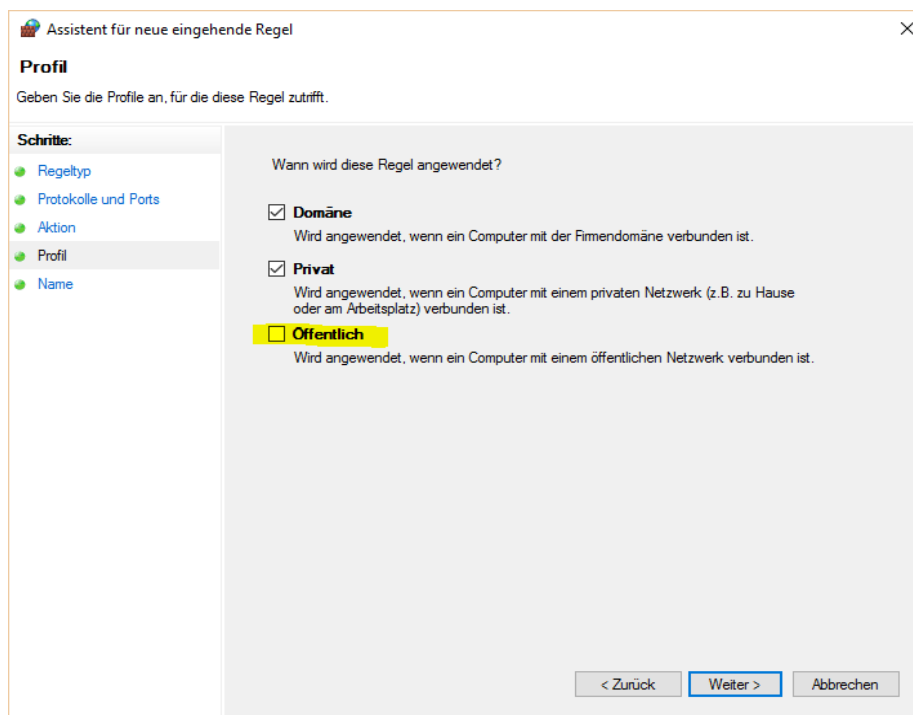 Assistent für neue eingehende Regel
Profil
Geben Sie die Profile an, für die diese Regel zutrifft.
Schritte:
Regeltyp
Protokolle und Ports
Aktion
Profil
Name
Wann wird diese Regel angewendet?
Domäne
Wird angewendet, wenn ein Computer mit der Firmendomäne verbunden ist.
Privat
Wird angewendet, wenn ein Computer mit einem privaten Netzwerk (z.B. zu Hause
oder am Arbeitsplatz) verbunden ist.
Öffentlich
Wird angewendet, wenn ein Computer mit einem öffentlichen Netzwerk verbunden ist.
< Zurück
Weiter >
Abbrechen